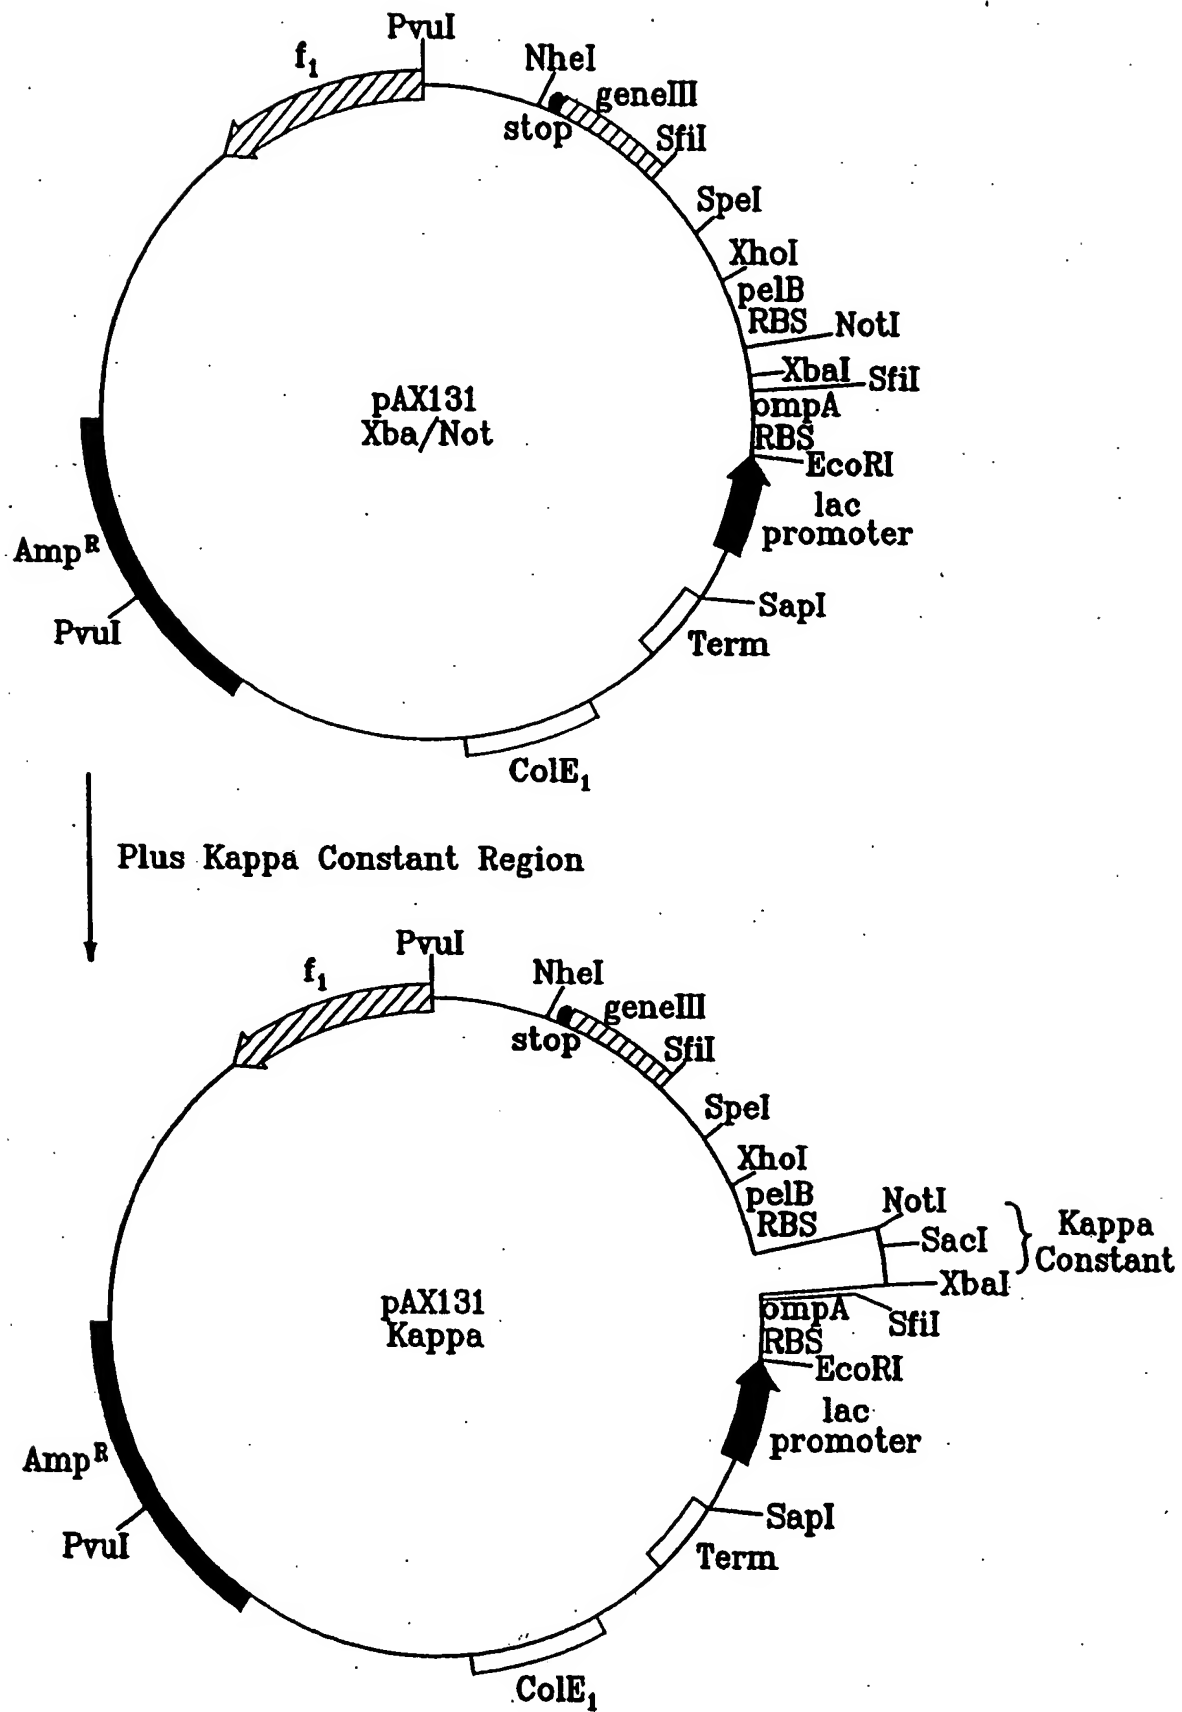 PvuI
f1
NheI
geneIII
stop
SfiI
SpeI
XhoI
pelB
RBS
NotI
XbaI
SfiI
ompA
RBS
EcoRI
lac
promoter
pAX131
Xba/Not
AmpR
PvuI
SapI
Term
ColE1
Plus Kappa Constant Region
PvuI
f1
NheI
geneIII
stop
SfiI
SpeI
XhoI
pelB
RBS
NotI
SacI
Kappa
Constant
XbaI
ompA
SfiI
RBS
EcoRI
lac
promoter
pAX131
Kappa
AmpR
PvuI
SapI
Term
ColE1